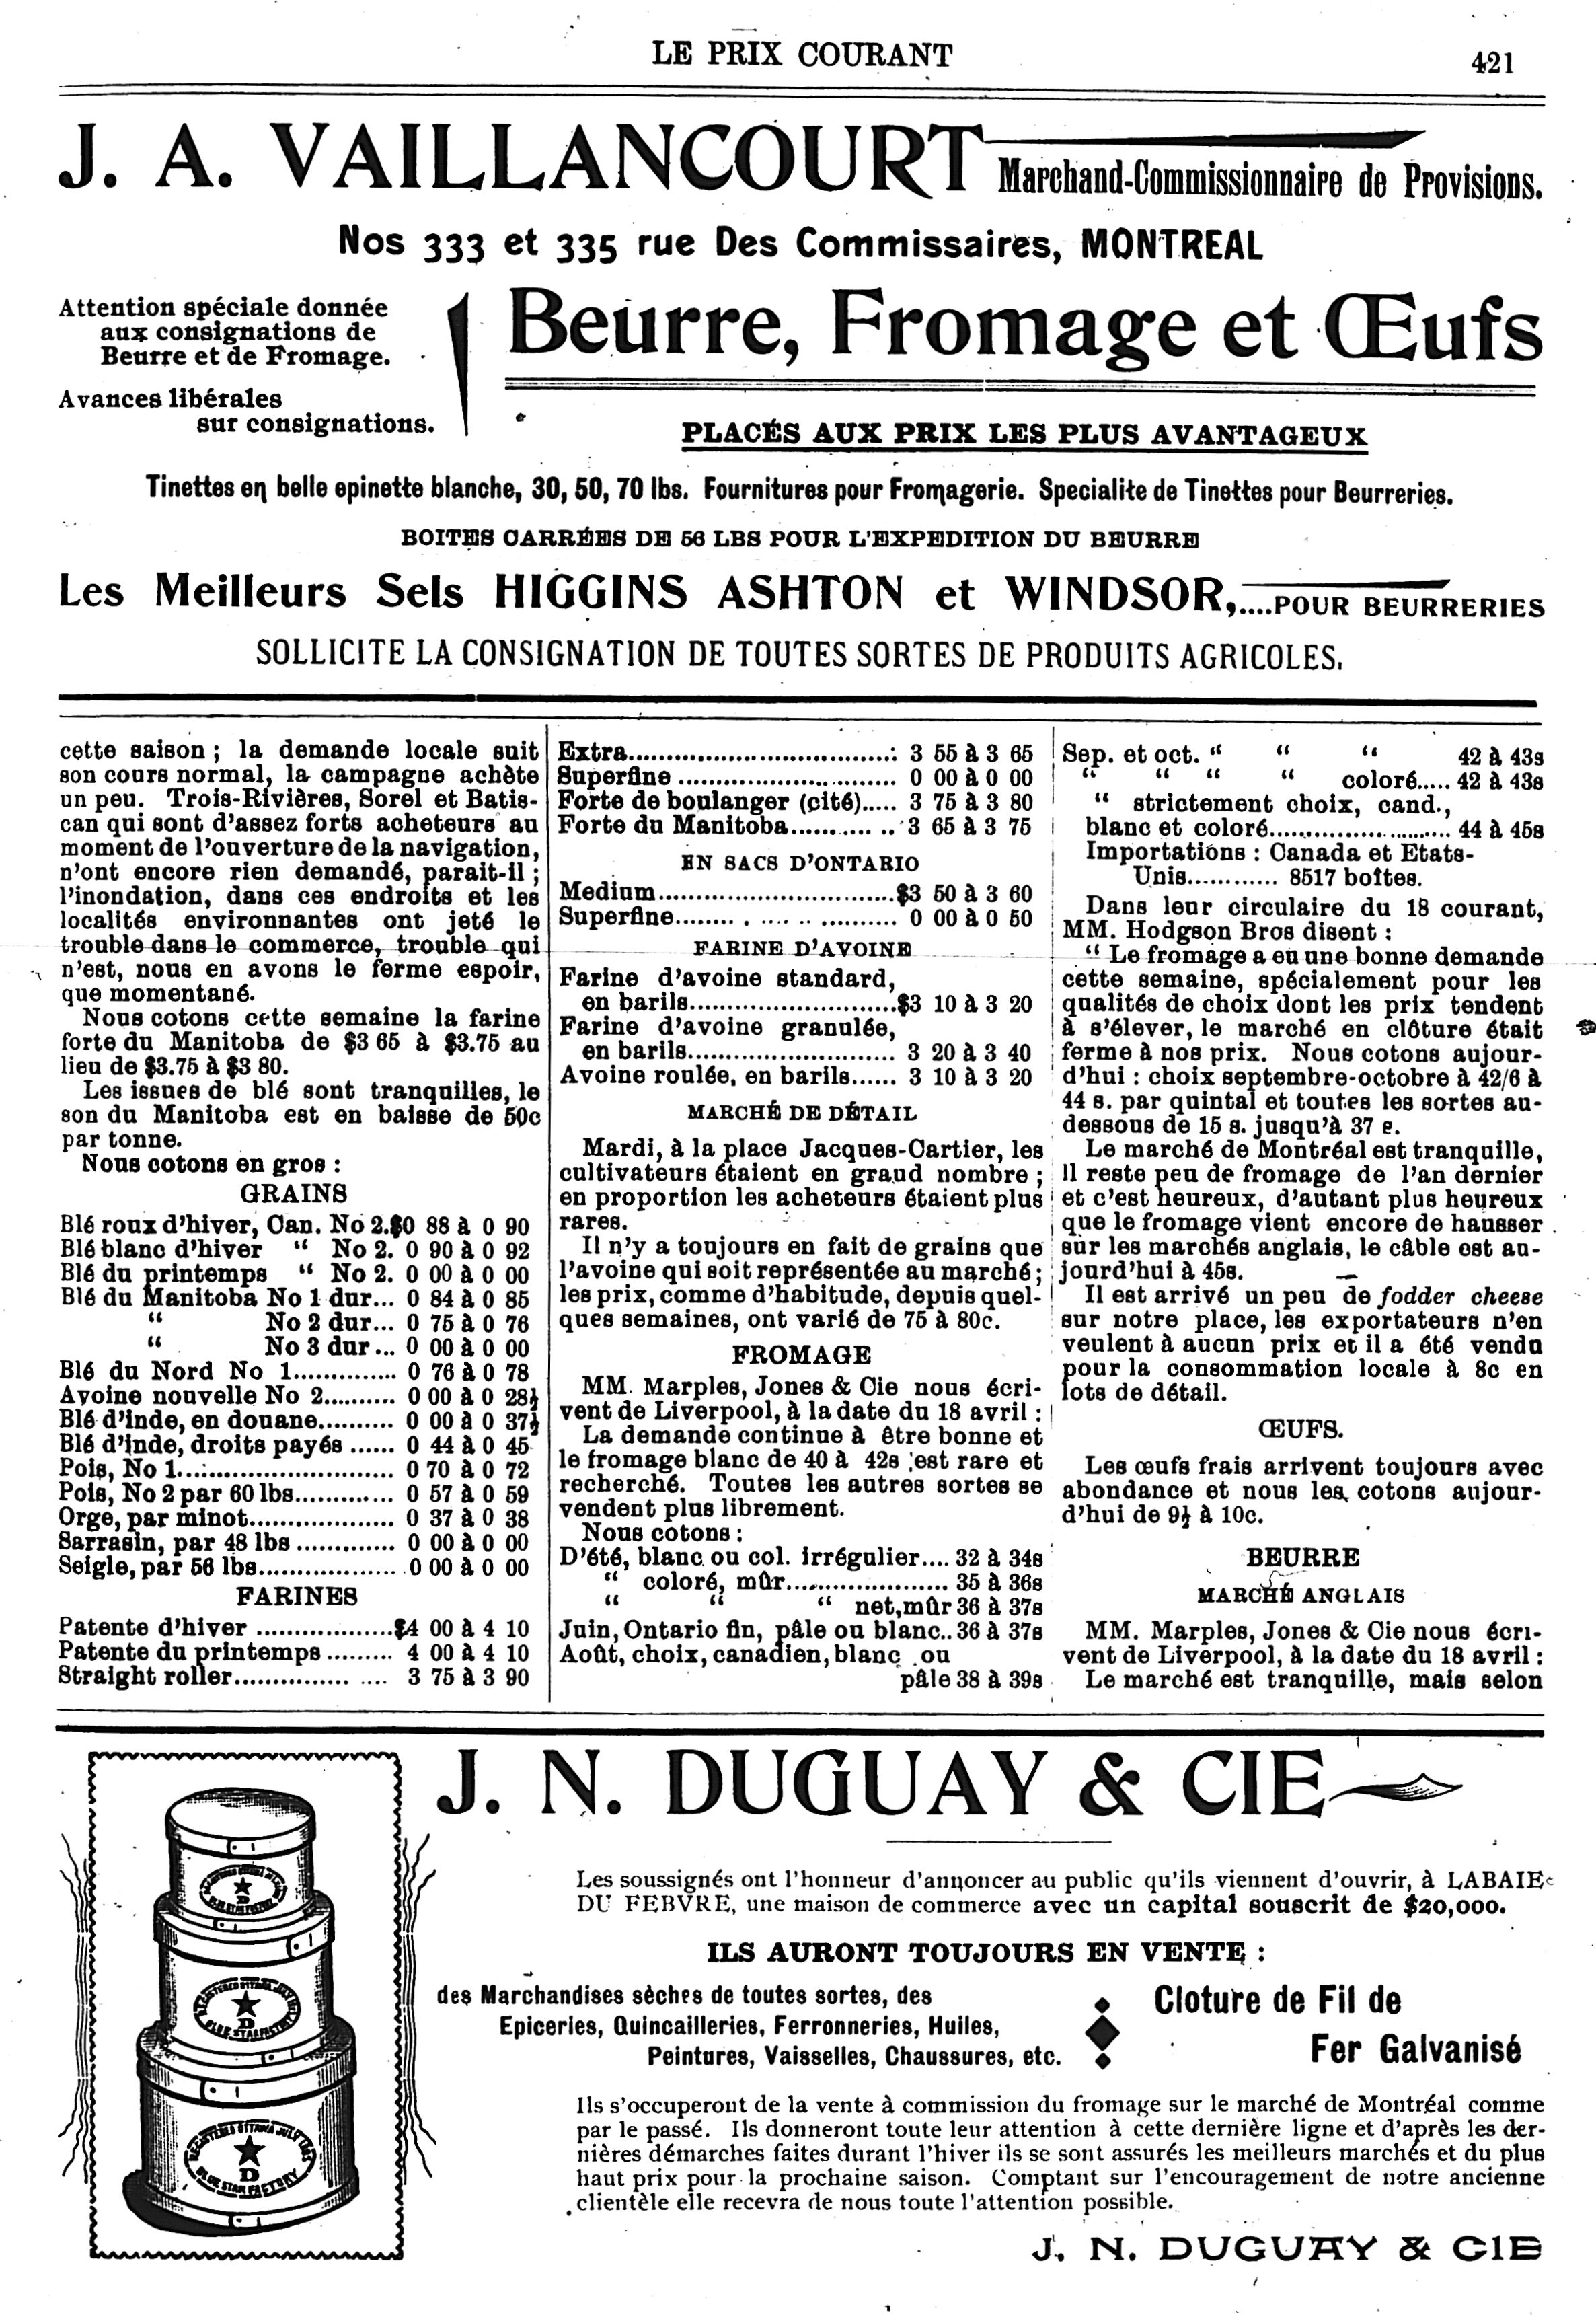 LE PRIX COURANT
421
J. A. VAILLANCOURT
Marchand-Commissionnaire de Provisions.
Nos 333 et 335 rue Des Commissaires, MONTREAL
Attention spéciale donnée
aux consignations de
Beurre et de Fromage.
Avances libérales
sur consignations.
Beurre, Fromage et Œufs
PLACÉS AUX PRIX LES PLUS AVANTAGEUX
Tinettes en belle epinette blanche, 30, 50, 70 lbs. Fournitures pour Fromagerie. Specialite de Tinettes pour Beurreries.
BOITES CARRÉES DE 56 LBS POUR L'EXPEDITION DU BEURRE
Les Meilleurs Sels HIGGINS ASHTON et WINDSOR,....POUR BEURRERIES
SOLLICITE LA CONSIGNATION DE TOUTES SORTES DE PRODUITS AGRICOLES.
cette saison ; la demande locale suit
son cours normal, la campagne achète
un peu. Trois-Rivières, Sorel et Batis-
can qui sont d'assez forts acheteurs au
moment de l'ouverture de la navigation,
n'ont encore rien demandé, parait-il ;
l'inondation, dans ces endroits et les
localités environnantes ont jeté le
trouble dans le commerce, trouble qui
n'est, nous en avons le ferme espoir,
que momentané.
Nous cotons cette semaine la farine
forte du Manitoba de $3 65 à $3.75 au
lieu de $3.75 à $3 80.
Les issues de blé sont tranquilles, le
son du Manitoba est en baisse de 50c
par tonne.
Nous cotons en gros :
GRAINS
Blé roux d'hiver, Can. No 2.$0 88 à 0 90
Blé blanc d'hiver " No 2. 0 90 à 0 92
Blé du printemps " No 2. 0 00 à 0 00
Blé du Manitoba No 1 dur... 0 84 à 0 85
" No 2 dur... 0 75 à 0 76
" No 3 dur... 0 00 à 0 00
Blé du Nord No 1.............. 0 76 à 0 78
Avoine nouvelle No 2.......... 0 00 à 0 28½
Blé d'inde, en douane.......... 0 00 à 0 37½
Blé d'inde, droits payés ...... 0 44 à 0 45
Pois, No 1............................. 0 70 à 0 72
Pois, No 2 par 60 lbs............. 0 57 à 0 59
Orge, par minot.................... 0 37 à 0 38
Sarrasin, par 48 lbs ............. 0 00 à 0 00
Seigle, par 56 lbs................... 0 00 à 0 00
FARINES
Patente d'hiver ..................$4 00 à 4 10
Patente du printemps ......... 4 00 à 4 10
Straight roller............... .... 3 75 à 3 90
Extra...................................: 3 55 à 3 65
Superfine ............................. 0 00 à 0 00
Forte de boulanger (cité)..... 3 75 à 3 80
Forte du Manitoba........... .. 3 65 à 3 75
EN SACS D'ONTARIO
Medium...............................$3 50 à 3 60
Superfine........ . .... .. .......... 0 00 à 0 50
FARINE D'AVOINE
Farine d'avoine standard,
en barils...........................$3 10 à 3 20
Farine d'avoine granulée,
en barils........................... 3 20 à 3 40
Avoine roulée, en barils...... 3 10 à 3 20
MARCHÉ DE DÉTAIL
Mardi, à la place Jacques-Cartier, les
cultivateurs étaient en graud nombre ;
en proportion les acheteurs étaient plus
rares.
Il n'y a toujours en fait de grains que
l'avoine qui soit représentée au marché ;
les prix, comme d'habitude, depuis quel-
ques semaines, ont varié de 75 à 80c.
FROMAGE
MM. Marples, Jones & Cie nous écri-
vent de Liverpool, à la date du 18 avril :
La demande continue à être bonne et
le fromage blanc de 40 à 42s est rare et
recherché. Toutes les autres sortes se
vendent plus librement.
Nous cotons :
D'été, blanc ou col. irrégulier.... 32 à 34s
" coloré, mûr...................... 35 à 36s
" " " net,mûr 36 à 37s
Juin, Ontario fin, pâle ou blanc.. 36 à 37s
Août, choix, canadien, blanc ou
pâle 38 à 39s
Sep. et oct. " " " 42 à 43s
" " " " coloré..... 42 à 43s
" strictement choix, cand.,
blanc et coloré......................... 44 à 45s
Importations : Canada et Etats-
Unis............ 8517 boîtes.
Dans leur circulaire du 18 courant,
MM. Hodgson Bros disent :
" Le fromage a eu une bonne demande
cette semaine, spécialement pour les
qualités de choix dont les prix tendent
à s'élever, le marché en clôture était
ferme à nos prix. Nous cotons aujour-
d'hui : choix septembre-octobre à 42/6 à
44 s. par quintal et toutes les sortes au-
dessous de 15 s. jusqu'à 37 s.
Le marché de Montréal est tranquille,
il reste peu de fromage de l'an dernier
et c'est heureux, d'autant plus heureux
que le fromage vient encore de hausser
sur les marchés anglais, le câble est au-
jourd'hui à 45s.
Il est arrivé un peu de fodder cheese
sur notre place, les exportateurs n'en
veulent à aucun prix et il a été vendu
pour la consommation locale à 8c en
lots de détail.
ŒUFS.
Les œufs frais arrivent toujours avec
abondance et nous les cotons aujour-
d'hui de 9½ à 10c.
BEURRE
MARCHÉ ANGLAIS
MM. Marples, Jones & Cie nous écri-
vent de Liverpool, à la date du 18 avril :
Le marché est tranquille, mais selon
J. N. DUGUAY & CIE
Les soussignés ont l'honneur d'annoncer au public qu'ils viennent d'ouvrir, à LABAIE
DU FEBVRE, une maison de commerce avec un capital souscrit de $20,000.
ILS AURONT TOUJOURS EN VENTE :
des Marchandises sèches de toutes sortes, des
Epiceries, Quincailleries, Ferronneries, Huiles,
Peintures, Vaisselles, Chaussures, etc.
Cloture de Fil de
Fer Galvanisé
Ils s'occuperont de la vente à commission du fromage sur le marché de Montréal comme
par le passé. Ils donneront toute leur attention à cette dernière ligne et d'après les der-
nières démarches faites durant l'hiver ils se sont assurés les meilleurs marchés et du plus
haut prix pour la prochaine saison. Comptant sur l'encouragement de notre ancienne
clientèle elle recevra de nous toute l'attention possible.
J. N. DUGUAY & CIE
REGISTERED OTTAWA JULY
D
BLUE STAR FACTORY